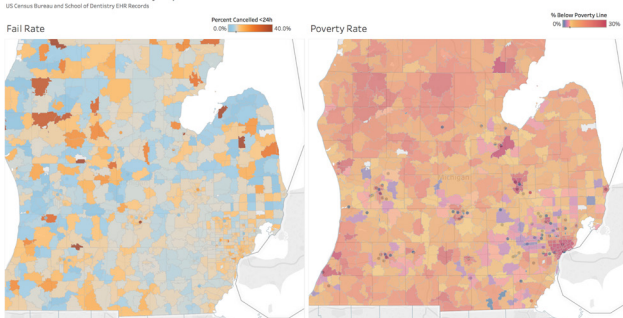 US Census Bureau and School of Dentistry EHR Records
Fail Rate
Percent Cancelled <24h
0.0%
40.0%
Poverty Rate
% Below Poverty Line
0%
30%
Michigan